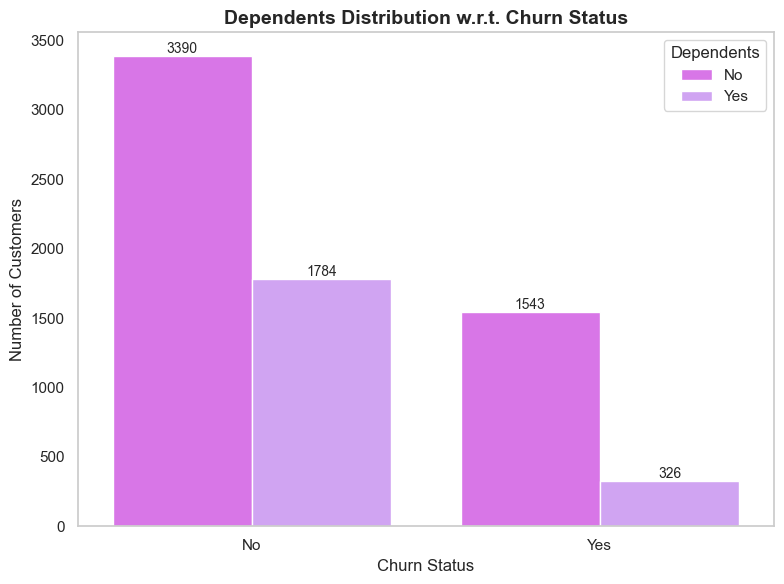 Dependents Distribution w.r.t. Churn Status
Number of Customers
3500
3000
2500
2000
1500
1000
500
0
3390
1784
1543
326
Dependents
No
Yes
No
Yes
Churn Status